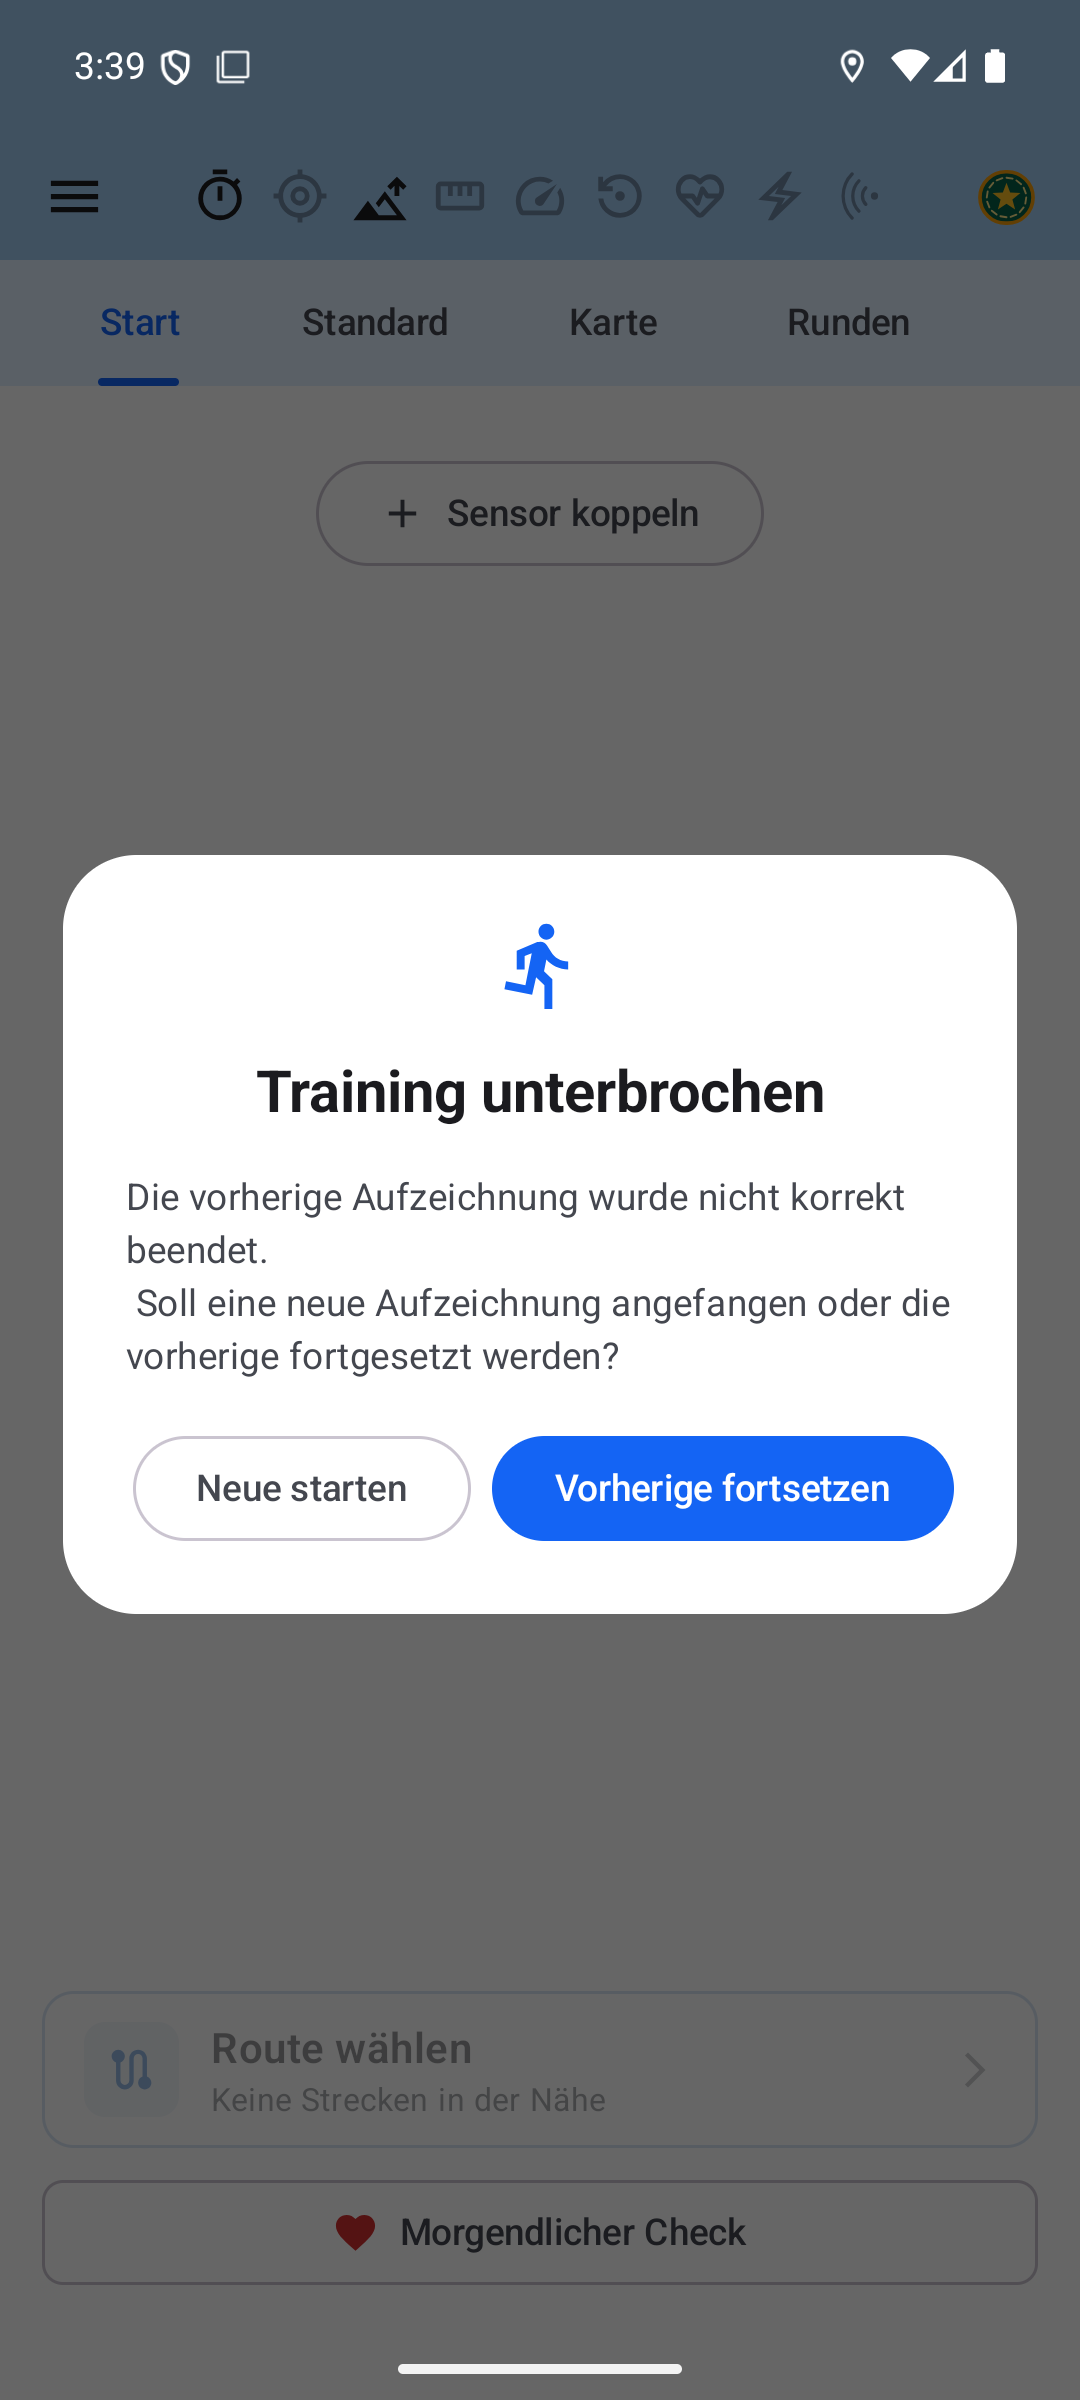 3:39
Start
Standard
Karte
Runden
Sensor koppeln
Training unterbrochen
Die vorherige Aufzeichnung wurde nicht korrekt
beendet.
Soll eine neue Aufzeichnung angefangen oder die
vorherige fortgesetzt werden?
Neue starten
Vorherige fortsetzen
Route wählen
Keine Strecken in der Nähe
Morgendlicher Check